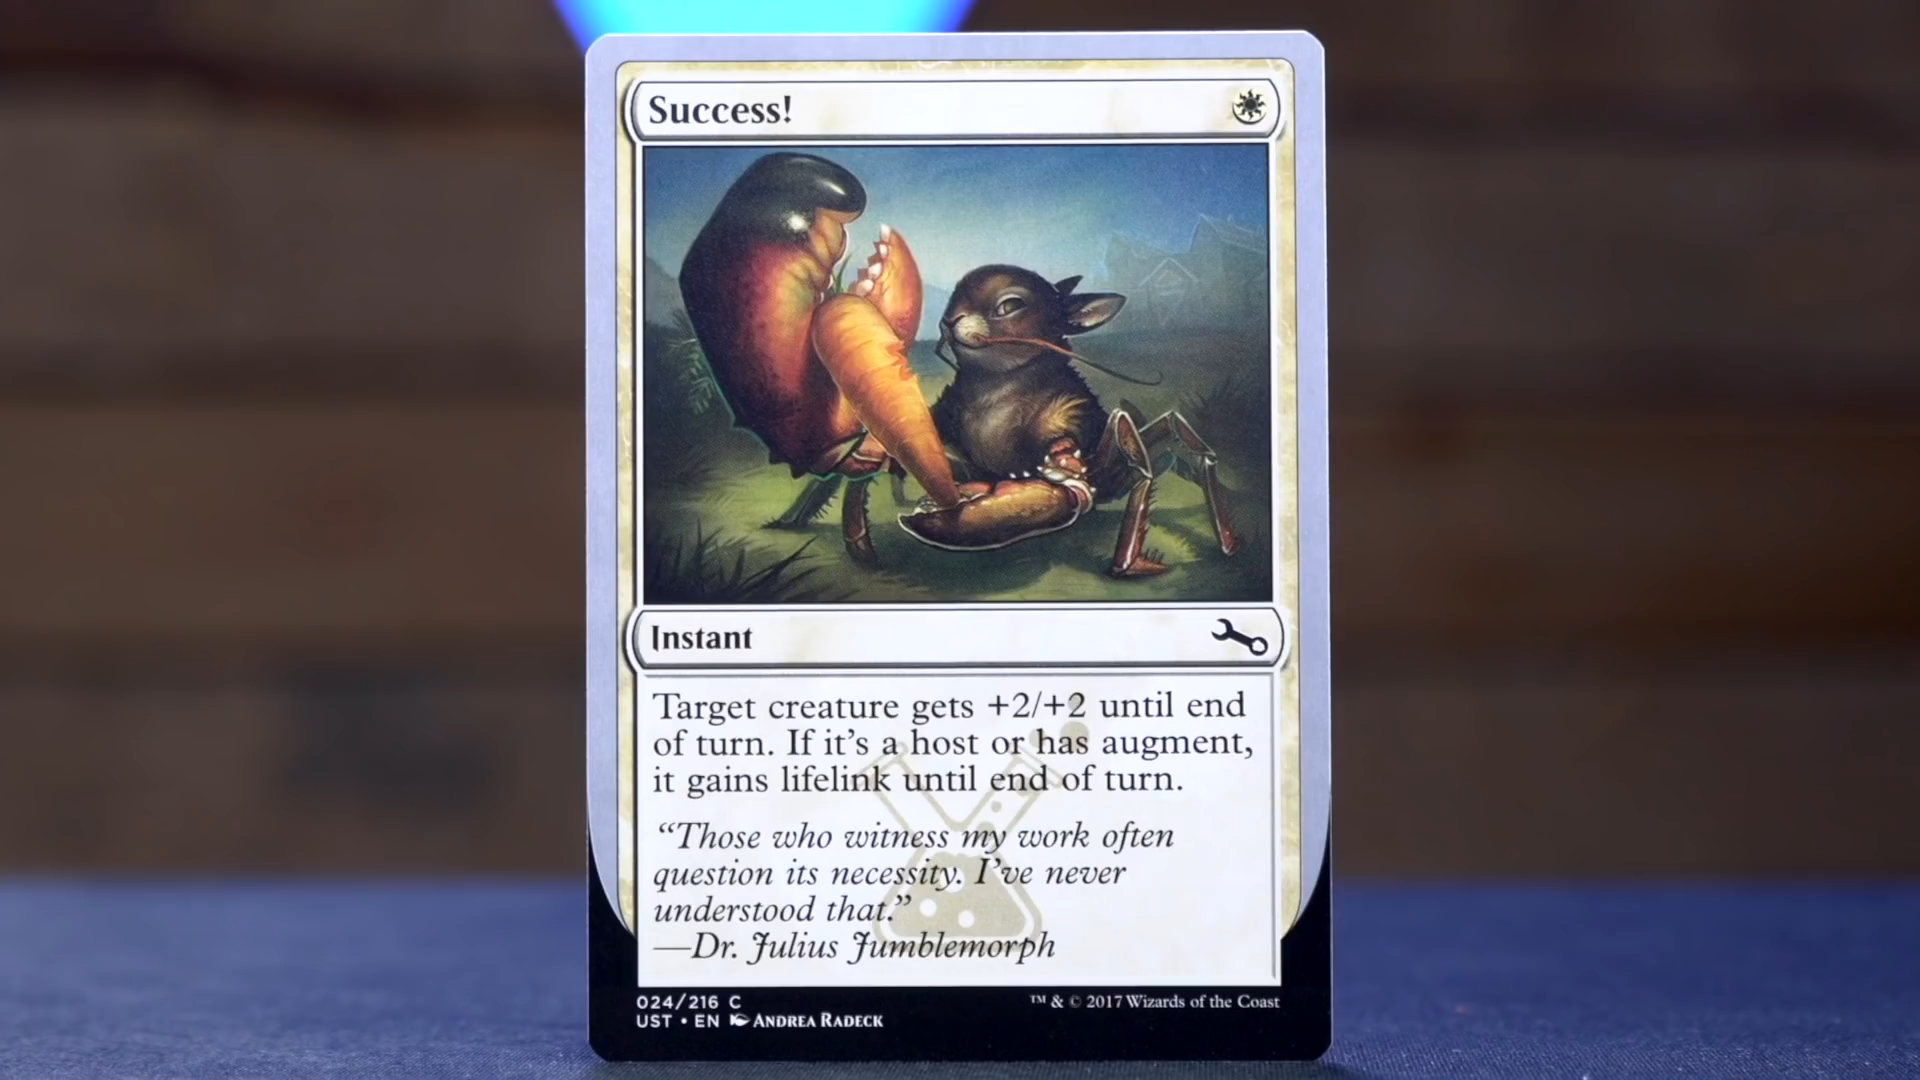 Success!
Instant
Target creature gets +2/+2 until end
of turn. If it's a host or has augment,
it gains lifelink until end of turn.
“Those who witness my work often
question its necessity. I've never
understood that.”
—Dr. Julius Jumblemorph
024/216 C
™ & © 2017 Wizards of the Coast
UST • EN ANDREA RADECK